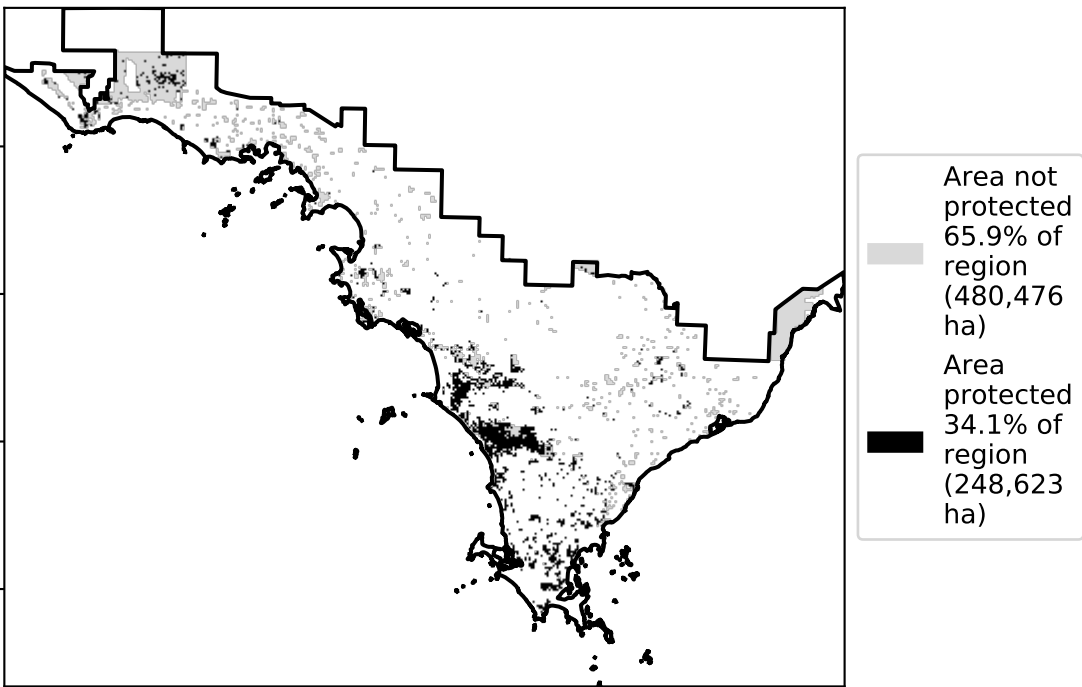 Area not
protected
65.9% of
region
(480,476
ha)
Area
protected
34.1% of
region
(248,623
ha)